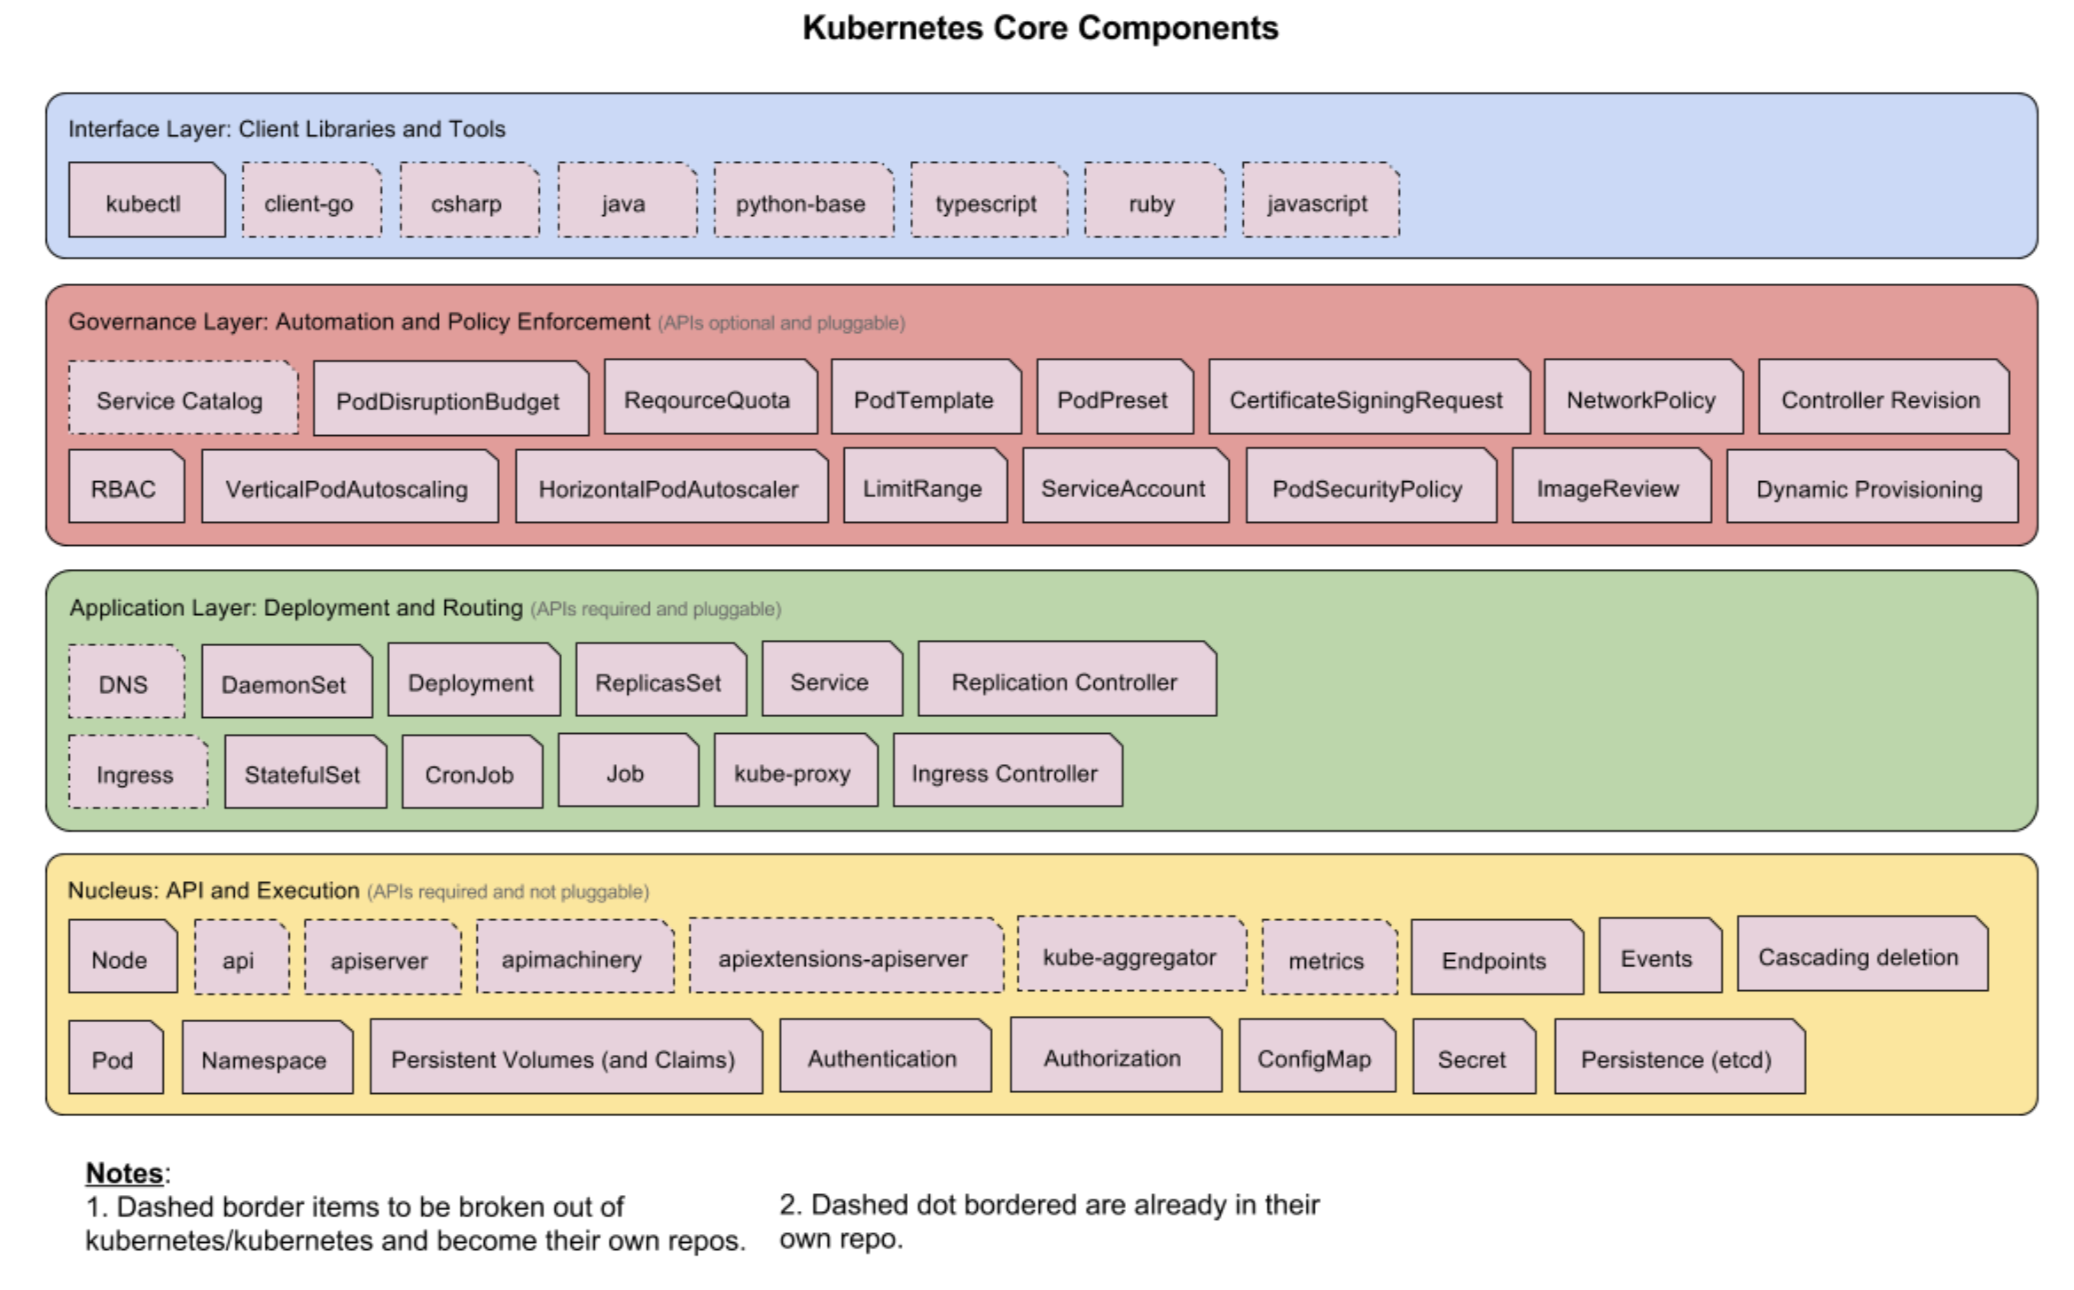 Kubernetes Core Components
Interface Layer: Client Libraries and Tools
kubectl client-go csharp java python-base typescript ruby javascript
Governance Layer: Automation and Policy Enforcement (APIs optional and pluggable)
Service Catalog PodDisruptionBudget ReqourceQuota PodTemplate PodPreset CertificateSigningRequest NetworkPolicy Controller Revision
RBAC VerticalPodAutoscaling HorizontalPodAutoscaler LimitRange ServiceAccount PodSecurityPolicy ImageReview Dynamic Provisioning
Application Layer: Deployment and Routing (APIs required and pluggable)
DNS DaemonSet Deployment ReplicasSet Service Replication Controller
Ingress StatefulSet CronJob Job kube-proxy Ingress Controller
Nucleus: API and Execution (APIs required and not pluggable)
Node api apiserver apimachinery apiextensions-apiserver kube-aggregator metrics Endpoints Events Cascading deletion
Pod Namespace Persistent Volumes (and Claims) Authentication Authorization ConfigMap Secret Persistence (etcd)
Notes:
1. Dashed border items to be broken out of
kubernetes/kubernetes and become their own repos.
2. Dashed dot bordered are already in their
own repo.